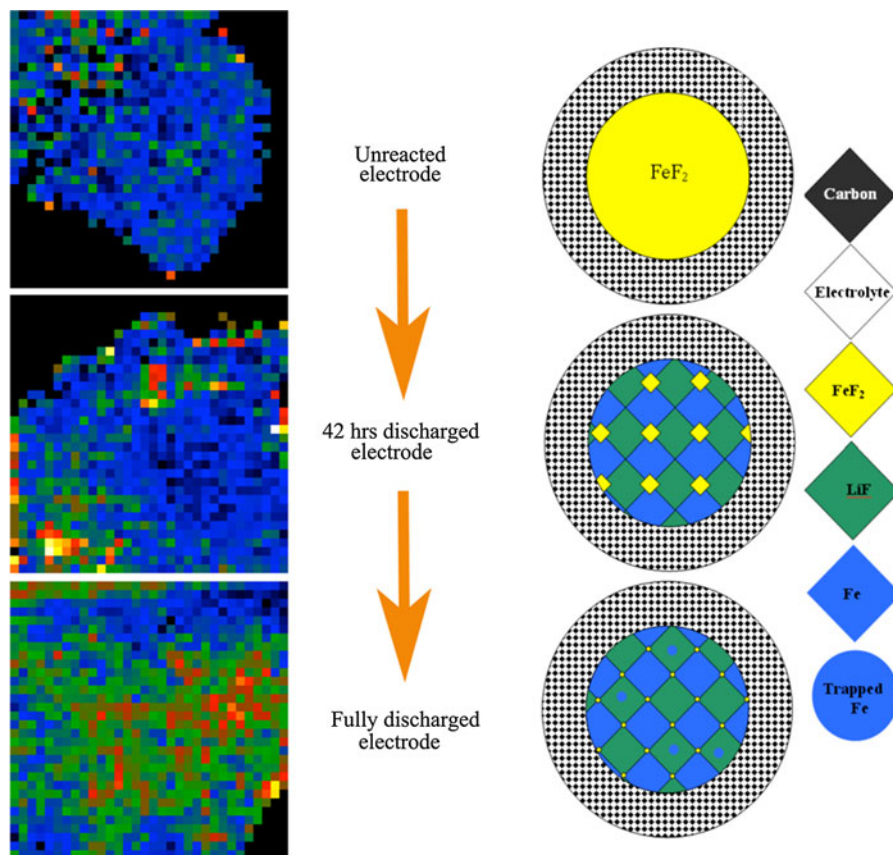 Unreacted
electrode
42 hrs discharged
electrode
Fully discharged
electrode
FeF₂
Carbon
Electrolyte
FeF₂
LiF
Fe
Trapped
Fe